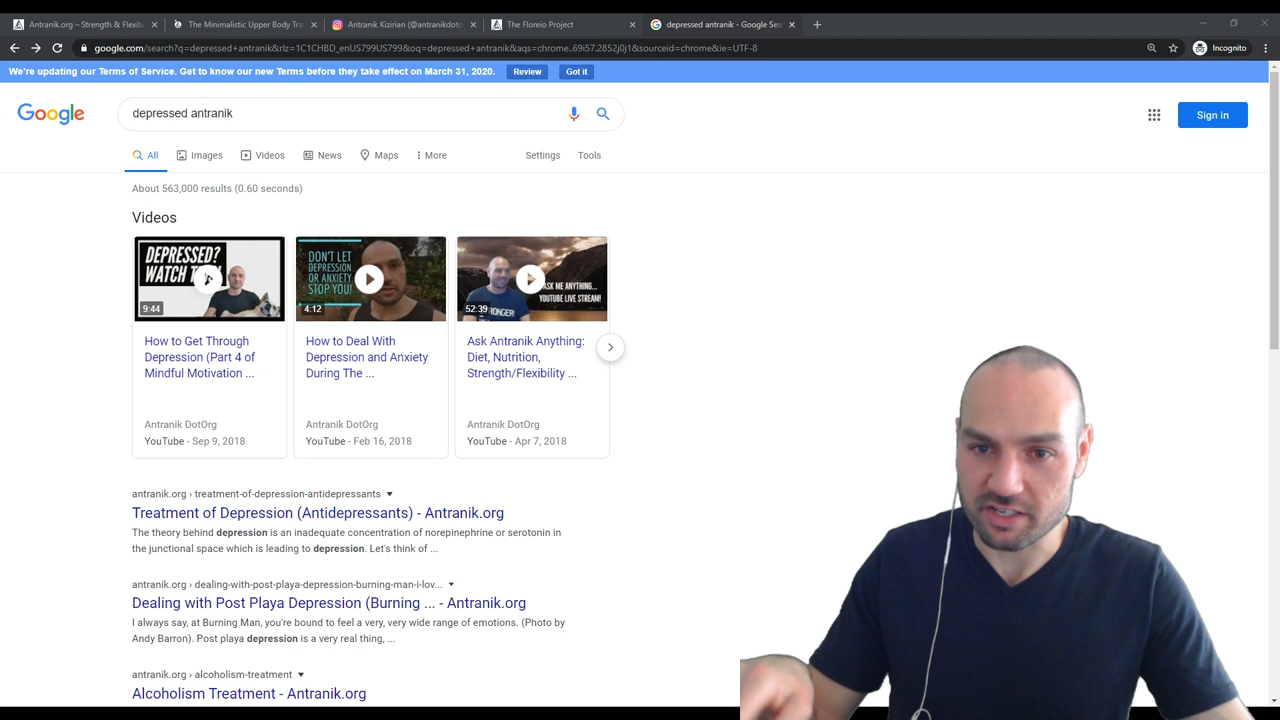 Antranik.org – Strength & Flexib
The Minimalistic Upper Body Tra
Antranik Kizirian (@antranikdoto
The Floreio Project
depressed antranik - Google Sea
google.com/search?q=depressed+antranik&rlz=1C1CHBD_enUS799US799&oq=depressed+antranik&aqs=chrome..69i57.2852j0j1&sourceid=chrome&ie=UTF-8
Incognito
We're updating our Terms of Service. Get to know our new Terms before they take effect on March 31, 2020.
Review
Got it
Google
depressed antranik
Sign in
All
Images
Videos
News
Maps
More
Settings
Tools
About 563,000 results (0.60 seconds)
Videos
DEPRESSED?
WATCH
9:44
DON'T LET
DEPRESSION
OR ANXIETY
STOP YOU!
4:12
ASK ME ANYTHING...
YOUTUBE LIVE STREAM!
52:39
How to Get Through
Depression (Part 4 of
Mindful Motivation ...
Antranik DotOrg
YouTube - Sep 9, 2018
How to Deal With
Depression and Anxiety
During The ...
Antranik DotOrg
YouTube - Feb 16, 2018
Ask Antranik Anything:
Diet, Nutrition,
Strength/Flexibility ...
Antranik DotOrg
YouTube - Apr 7, 2018
antranik.org › treatment-of-depression-antidepressants
Treatment of Depression (Antidepressants) - Antranik.org
The theory behind depression is an inadequate concentration of norepinephrine or serotonin in
the junctional space which is leading to depression. Let's think of ...
antranik.org › dealing-with-post-playa-depression-burning-man-i-lov...
Dealing with Post Playa Depression (Burning ... - Antranik.org
I always say, at Burning Man, you're bound to feel a very, very wide range of emotions. (Photo by
Andy Barron). Post playa depression is a very real thing, ...
antranik.org › alcoholism-treatment
Alcoholism Treatment - Antranik.org